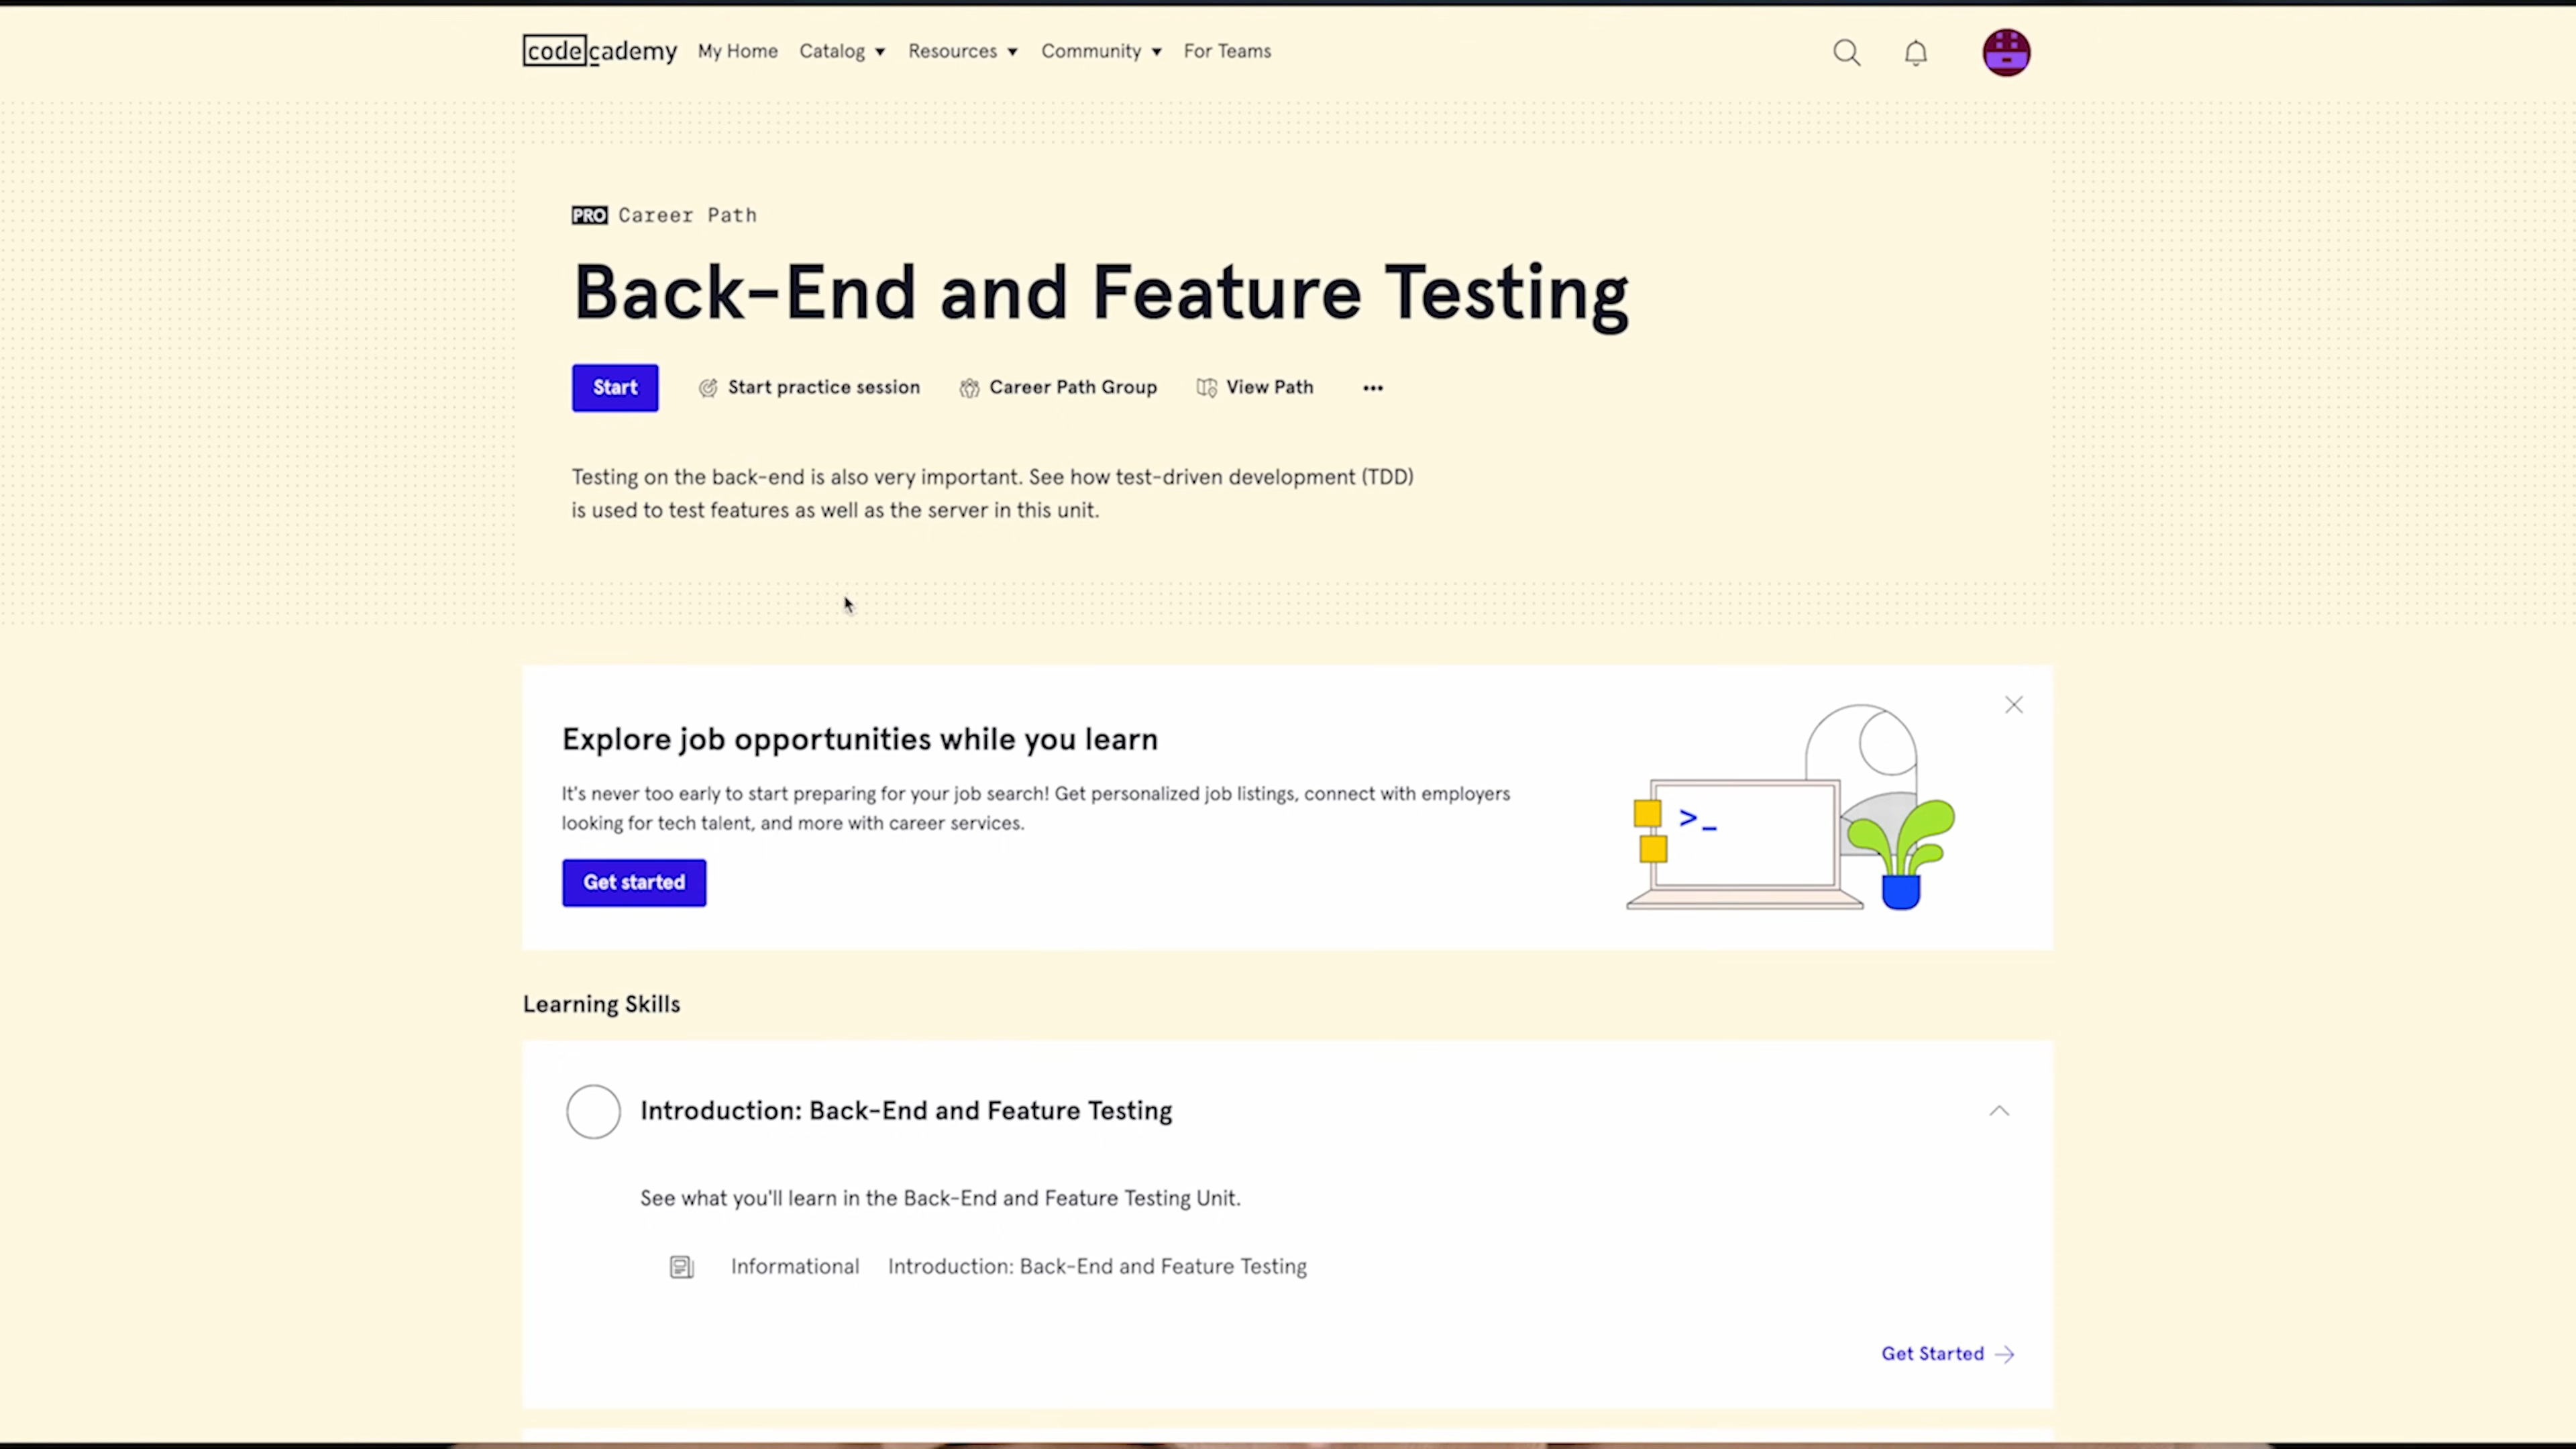 codecademy My Home Catalog Resources Community For Teams
PRO Career Path
Back-End and Feature Testing
Start Start practice session Career Path Group View Path
Testing on the back-end is also very important. See how test-driven development (TDD)
is used to test features as well as the server in this unit.
Explore job opportunities while you learn
It's never too early to start preparing for your job search! Get personalized job listings, connect with employers
looking for tech talent, and more with career services.
>_
Get started
Learning Skills
Introduction: Back-End and Feature Testing
See what you'll learn in the Back-End and Feature Testing Unit.
Informational Introduction: Back-End and Feature Testing
Get Started